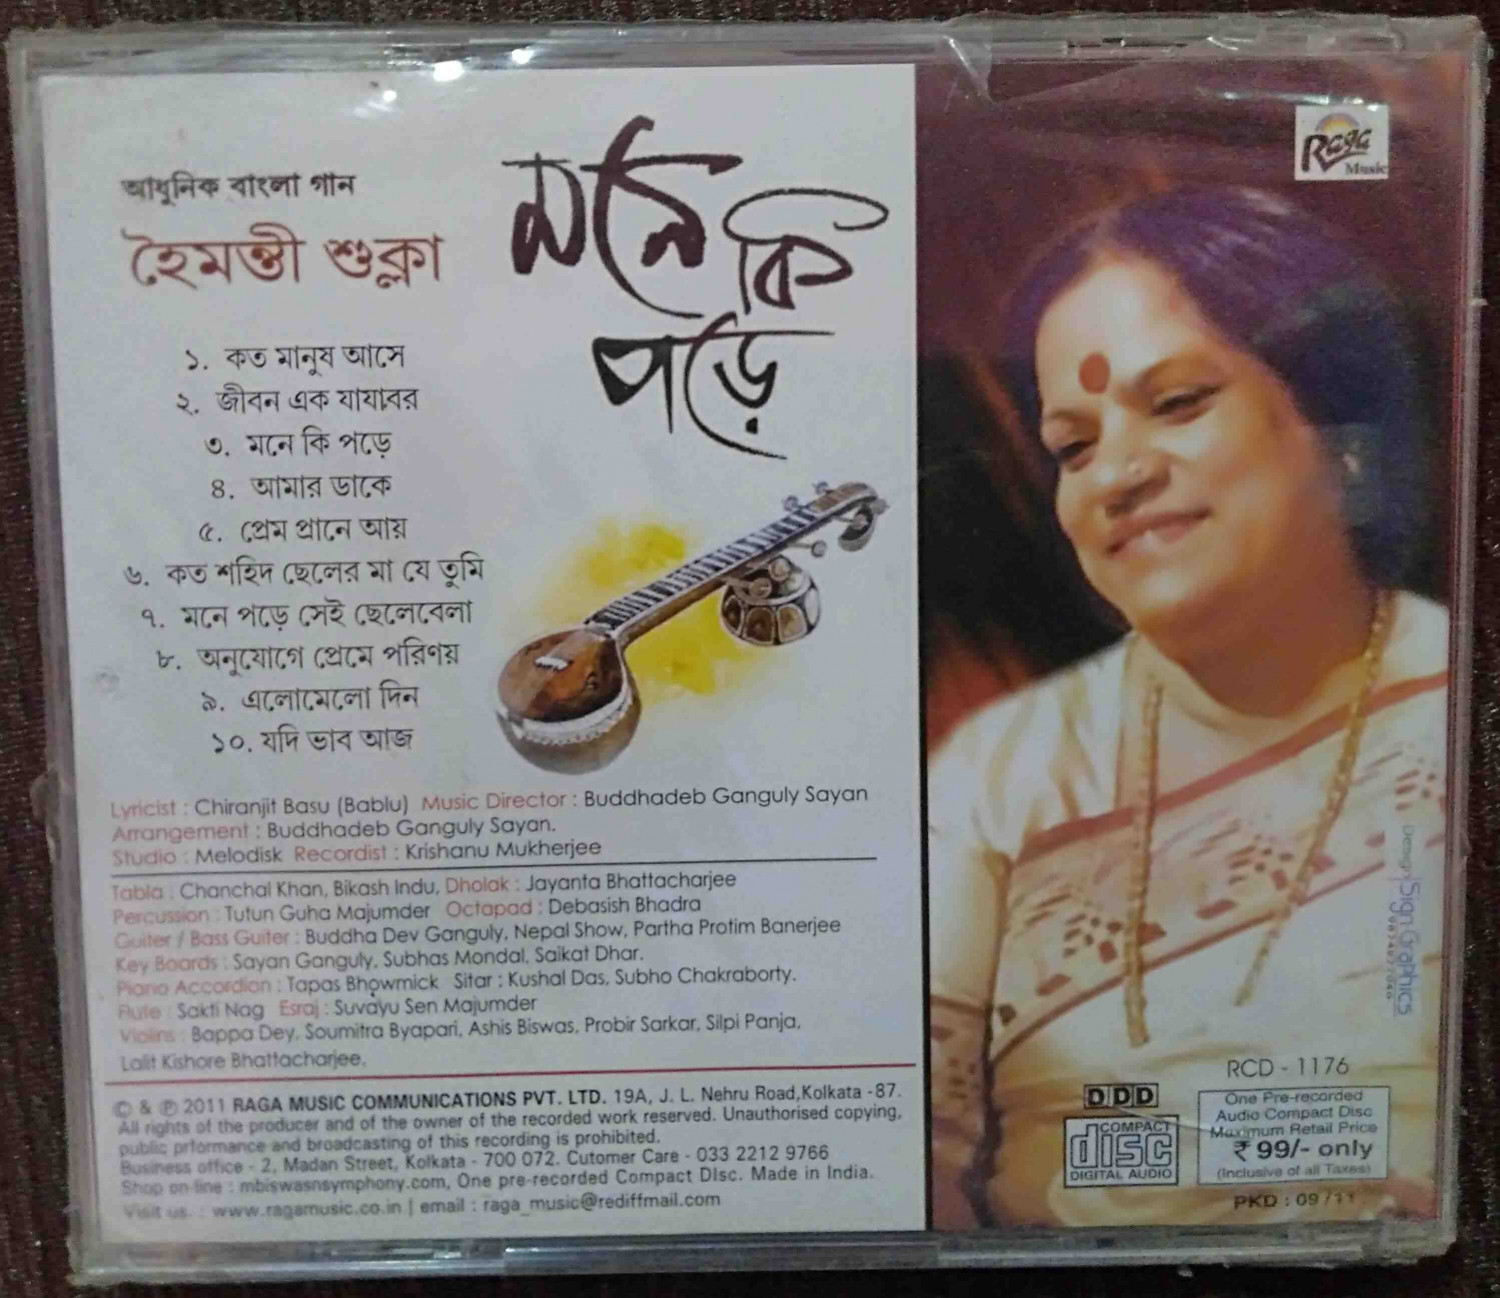 আধুনিক বাংলা গান
হৈমন্তী শুক্লা
মনে কি
পড়ে
১. কত মানুষ আসে
২. জীবন এক যাযাবর
৩. মনে কি পড়ে
৪. আমার ডাকে
৫. প্রেম প্রানে আয়
৬. কত শহিদ ছেলের মা যে তুমি
৭. মনে পড়ে সেই ছেলেবেলা
৮. অনুযোগে প্রেমে পরিণয়
৯. এলোমেলো দিন
১০. যদি ভাব আজ
Lyricist : Chiranjit Basu (Bablu) Music Director : Buddhadeb Ganguly Sayan
Arrangement : Buddhadeb Ganguly Sayan.
Studio : Melodisk Recordist : Krishanu Mukherjee
Tabla : Chanchal Khan, Bikash Indu, Dholak : Jayanta Bhattacharjee
Percussion : Tutun Guha Majumder Octapad : Debasish Bhadra
Guiter / Bass Guiter : Buddha Dev Ganguly, Nepal Show, Partha Protim Banerjee
Key Boards : Sayan Ganguly, Subhas Mondal, Saikat Dhar.
Piano Accordion : Tapas Bhowmick Sitar : Kushal Das, Subho Chakraborty.
Flute : Sakti Nag Esraj : Suvayu Sen Majumder
Violins : Bappa Dey, Soumitra Byapari, Ashis Biswas, Probir Sarkar, Silpi Panja,
Lalit Kishore Bhattacharjee.
© & ℗ 2011 RAGA MUSIC COMMUNICATIONS PVT. LTD. 19A, J. L. Nehru Road,Kolkata -87.
All rights of the producer and of the owner of the recorded work reserved. Unauthorised copying,
public prformance and broadcasting of this recording is prohibited.
Business office - 2, Madan Street, Kolkata - 700 072. Cutomer Care - 033 2212 9766
Shop on-line : mbiswasnsymphony.com, One pre-recorded Compact DIsc. Made in India.
Visit us. : www.ragamusic.co.in | email : raga_music@rediffmail.com
Raga
Music
Design
Sign Graphics
RCD - 1176
DDD
COMPACT
disc
DIGITAL AUDIO
One Pre-recorded
Audio Compact Disc
Maximum Retail Price
₹ 99/- only
(Inclusive of all Taxes)
PKD : 09/11